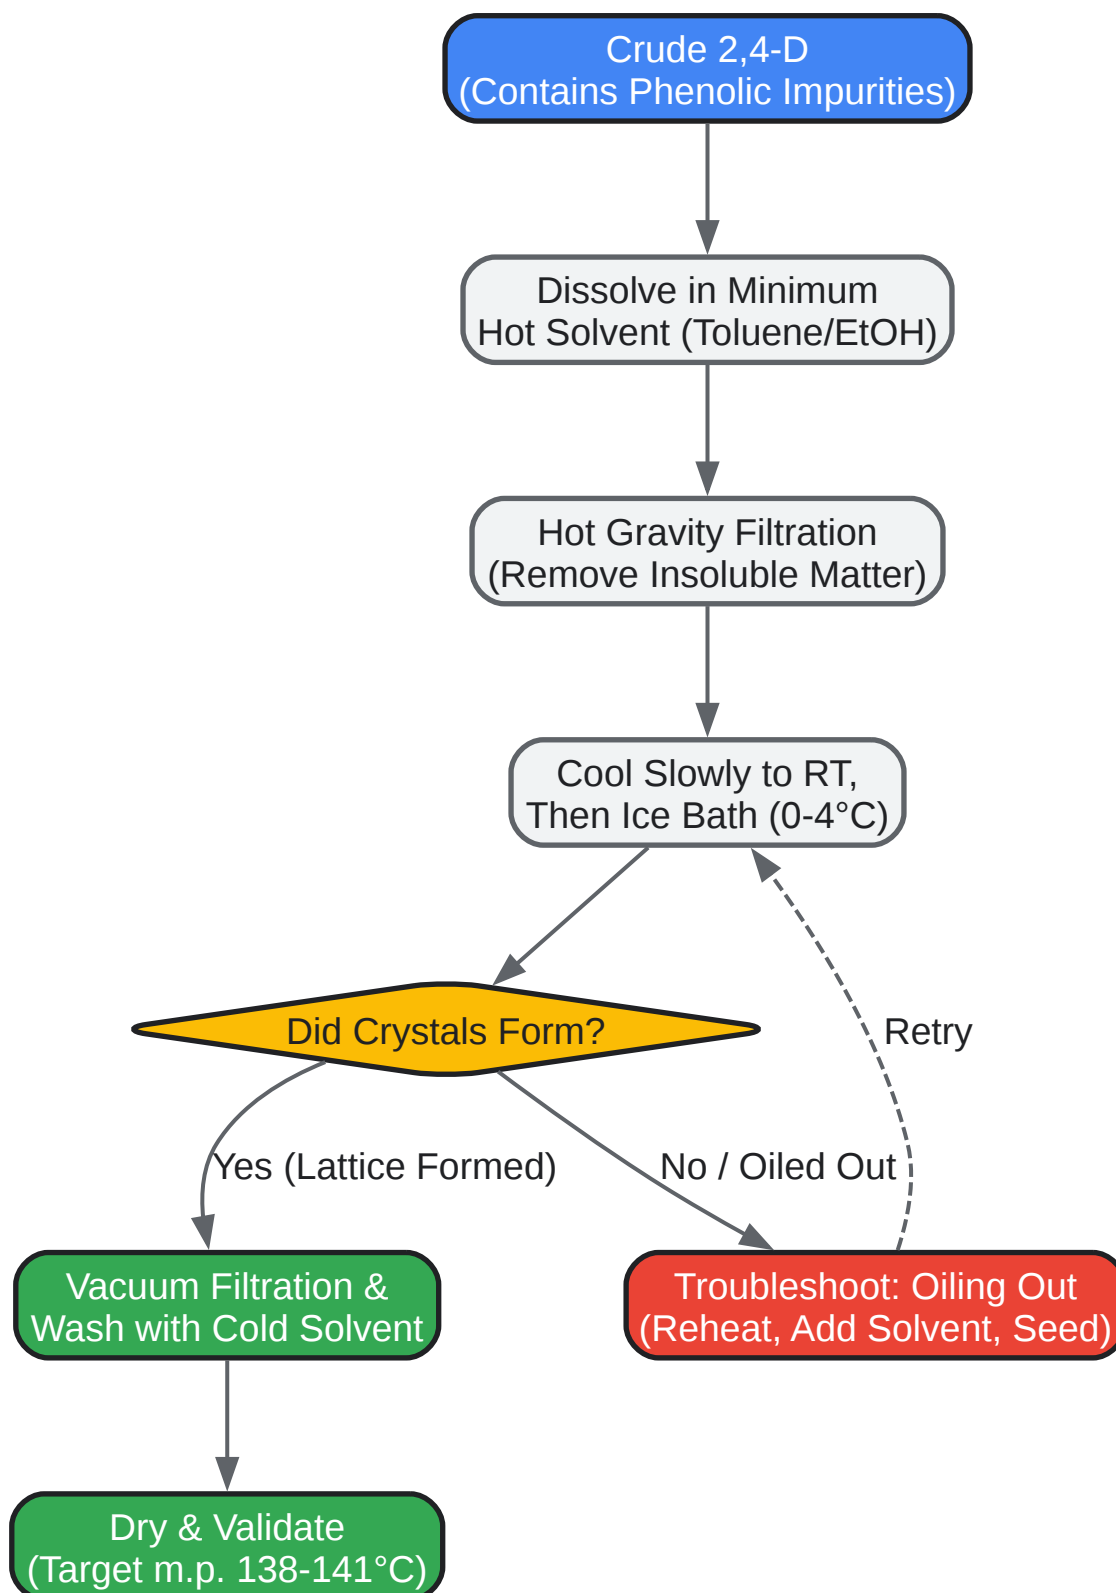 Crude 2,4-D
(Contains Phenolic Impurities)
Dissolve in Minimum
Hot Solvent (Toluene/EtOH)
Hot Gravity Filtration
(Remove Insoluble Matter)
Cool Slowly to RT,
Then Ice Bath (0-4°C)
Did Crystals Form?
Retry
Yes (Lattice Formed)
No / Oiled Out
Vacuum Filtration &
Wash with Cold Solvent
Troubleshoot: Oiling Out
(Reheat, Add Solvent, Seed)
Dry & Validate
(Target m.p. 138-141°C)